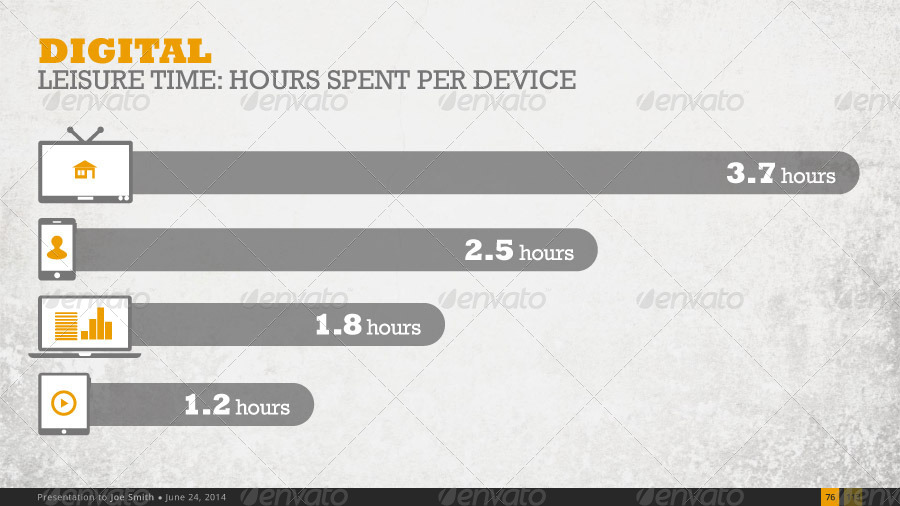 DIGITAL
LEISURE TIME: HOURS SPENT PER DEVICE
envato envato envato envato envato
3.7 hours
2.5 hours
envato envato envato envato envato
1.8 hours
1.2 hours
Presentation to Joe Smith ● June 24, 2014
76
envato envato envato envato envato